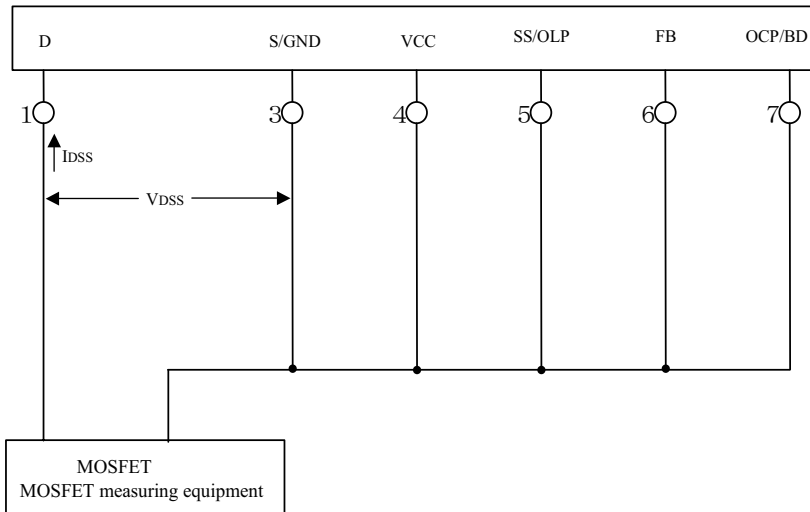 D S/GND VCC SS/OLP FB OCP/BD
1 3 4 5 6 7
IDSS
VDSS
MOSFET
MOSFET measuring equipment